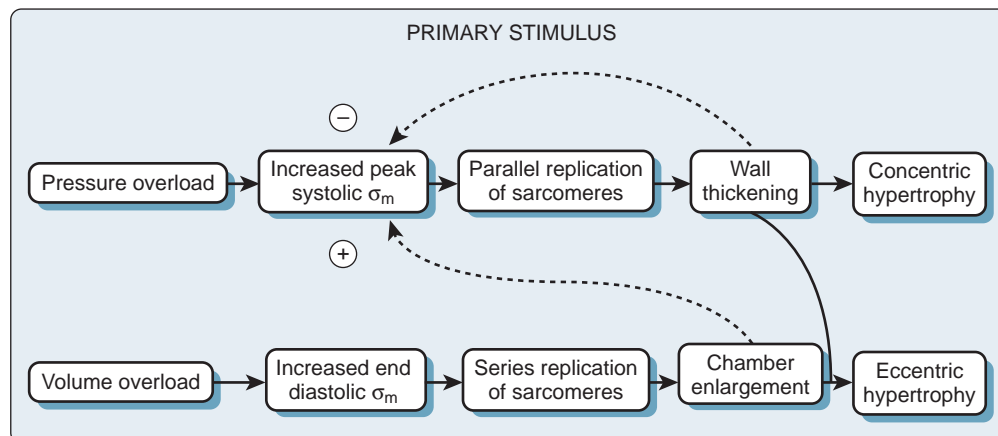 PRIMARY STIMULUS
−
Pressure overload
Increased peak
systolic σm
Parallel replication
of sarcomeres
Wall
thickening
Concentric
hypertrophy
+
Volume overload
Increased end
diastolic σm
Series replication
of sarcomeres
Chamber
enlargement
Eccentric
hypertrophy